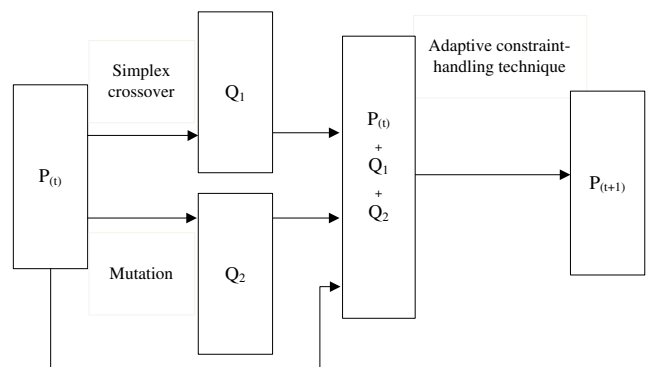 Simplex
crossover
Q1
Adaptive constraint-
handling technique
P(t)
P(t)
+
Q1
+
Q2
P(t+1)
Mutation
Q2